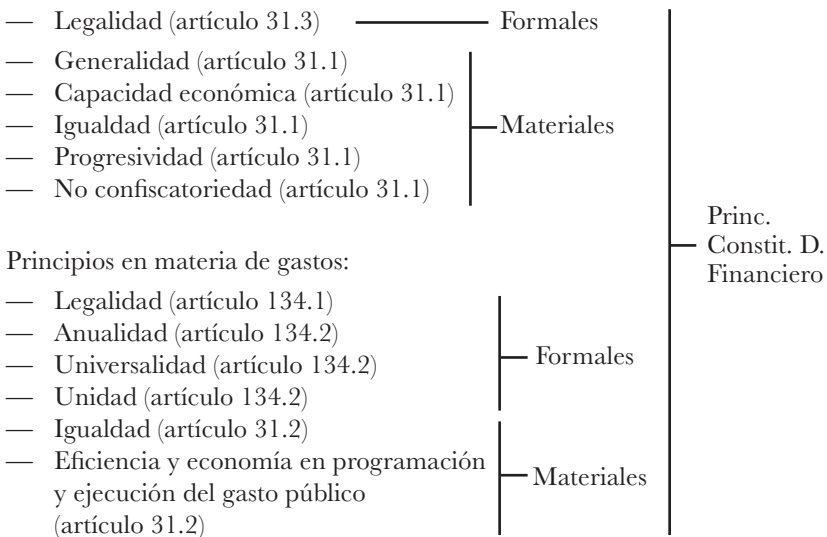 — Legalidad (artículo 31.3) Formales
— Generalidad (artículo 31.1)
— Capacidad económica (artículo 31.1)
— Igualdad (artículo 31.1)
— Progresividad (artículo 31.1)
— No confiscatoriedad (artículo 31.1)
Materiales
Principios en materia de gastos:
— Legalidad (artículo 134.1)
— Anualidad (artículo 134.2)
— Universalidad (artículo 134.2)
— Unidad (artículo 134.2)
Formales
— Igualdad (artículo 31.2)
— Eficiencia y economía en programación
y ejecución del gasto público
(artículo 31.2)
Materiales
Princ.
Constit. D.
Financiero